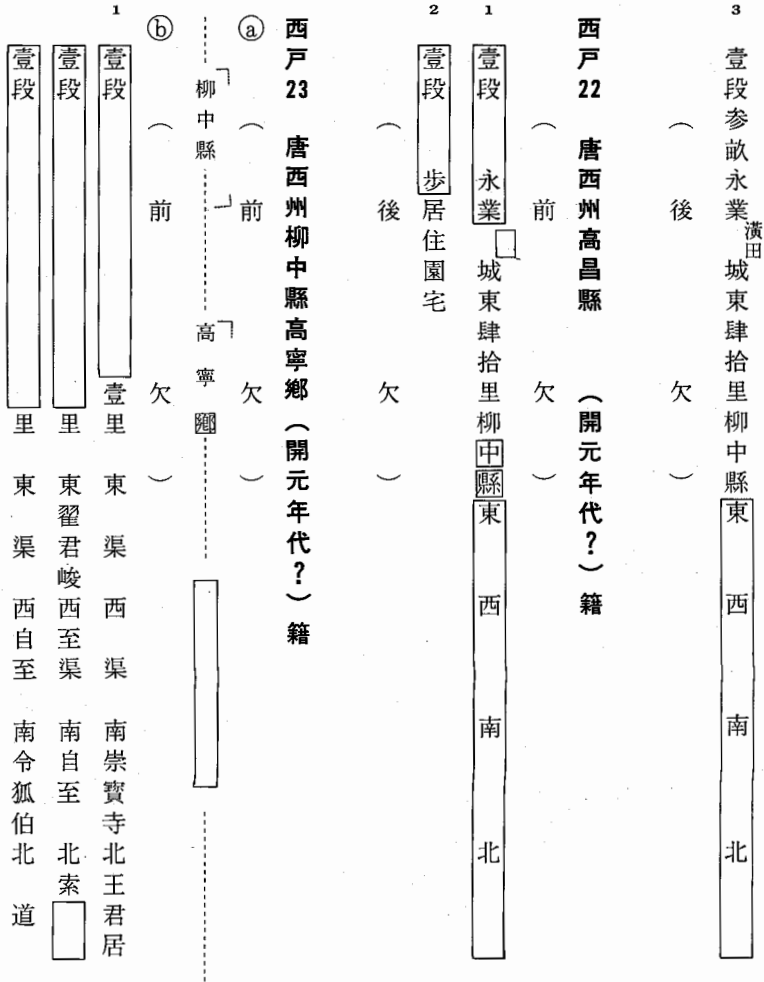 3 壹段参畝永業 潢田 城東肆拾里柳中縣東 西 南 北
（ 後 欠 ）
西戸22 唐西州高昌縣 （開元年代？）籍
（ 前 欠 ）
1 壹段 永業 城東肆拾里柳中縣東 西 南 北
2 壹段 歩居住園宅
（ 後 欠 ）
西戸23 唐西州柳中縣高寧鄉（開元年代？）籍
ⓐ （ 前 欠 ）
柳中縣 高寧鄉
ⓑ （ 前 欠 ）
1 壹段 壹里 東 渠 西 渠 南崇寶寺北王君居
壹段 里 東翟君峻西至渠 南自至 北索
壹段 里 東 渠 西自至 南令狐伯北 道